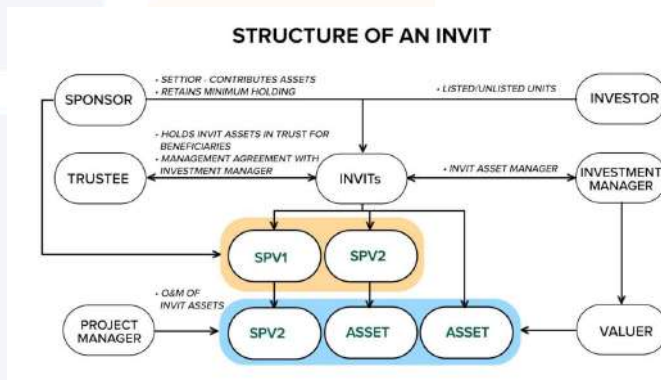 STRUCTURE OF AN INVIT
• SETTIOR - CONTRIBUTES ASSETS
• RETAINS MINIMUM HOLDING
• LISTED/UNLISTED UNITS
SPONSOR
INVESTOR
• HOLDS INVIT ASSETS IN TRUST FOR
BENEFICIARIES
• MANAGEMENT AGREEMENT WITH
INVESTMENT MANAGER
• INVIT ASSET MANAGER
TRUSTEE
INVITs
INVESTMENT
MANAGER
SPV1
SPV2
• O&M OF
INVIT ASSETS
PROJECT
MANAGER
SPV2
ASSET
ASSET
VALUER